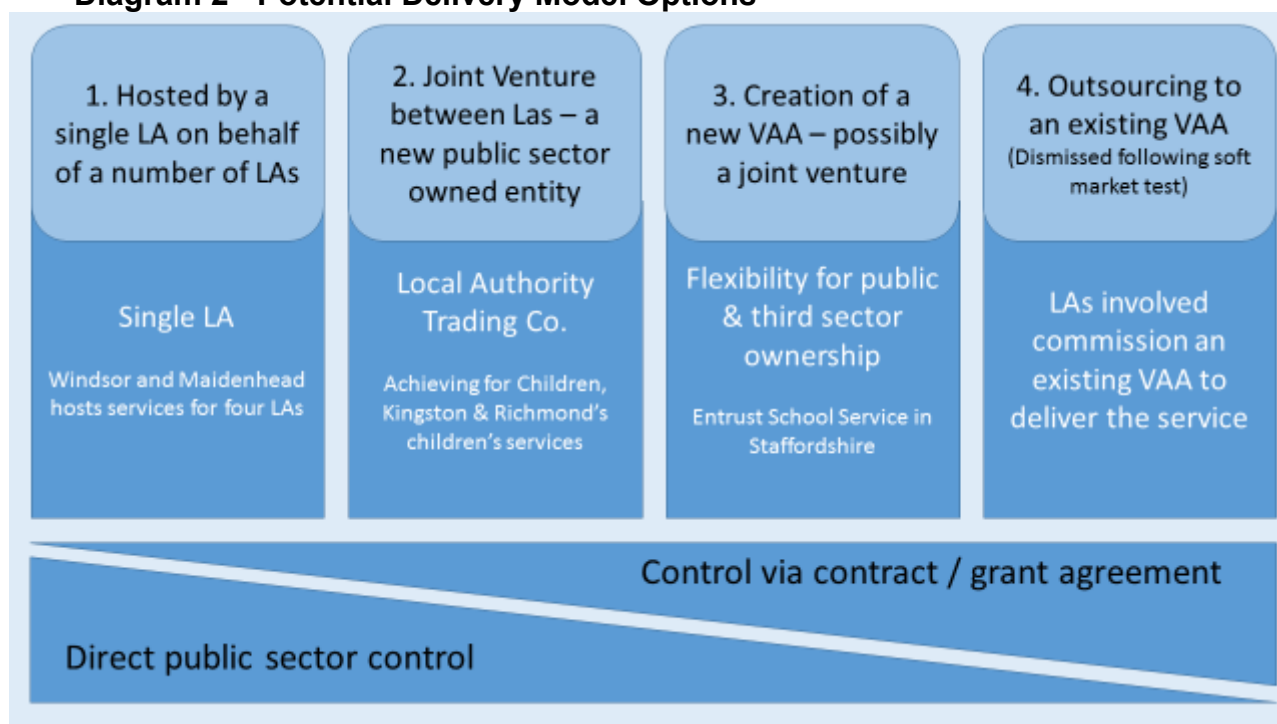 Diagram 2 - Potential Delivery Model Options
1. Hosted by a
single LA on behalf
of a number of LAs
Single LA
Windsor and Maidenhead
hosts services for four LAs
2. Joint Venture
between Las – a
new public sector
owned entity
Local Authority
Trading Co.
Achieving for Children,
Kingston & Richmond’s
children’s services
3. Creation of a
new VAA – possibly
a joint venture
Flexibility for public
& third sector
ownership
Entrust School Service in
Staffordshire
4. Outsourcing to
an existing VAA
(Dismissed following soft
market test)
LAs involved
commission an
existing VAA to
deliver the service
Control via contract / grant agreement
Direct public sector control